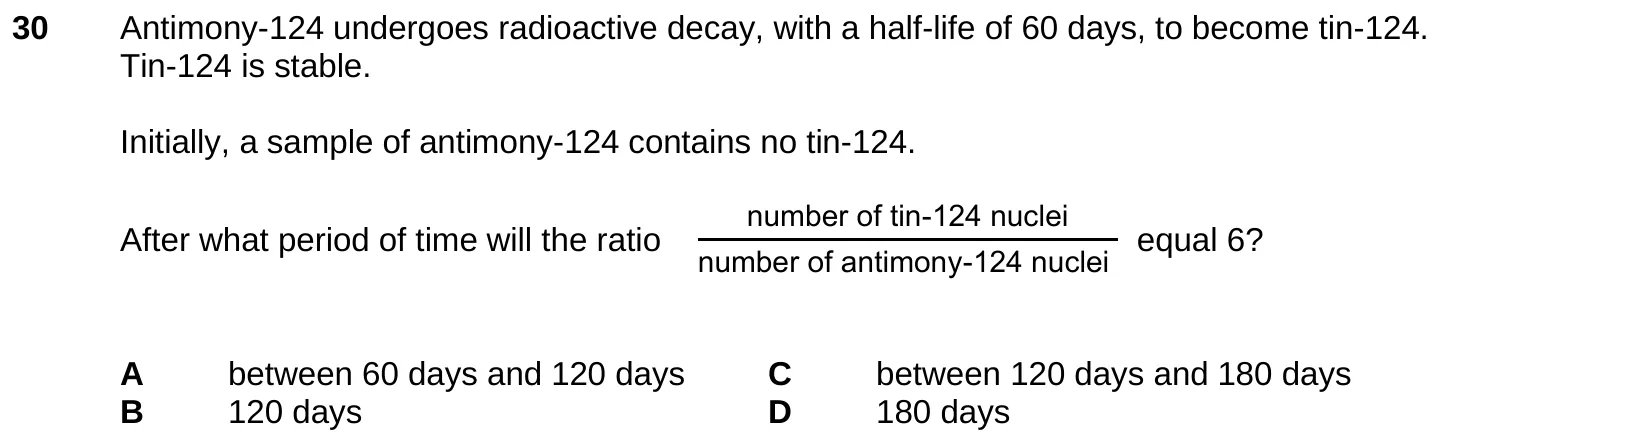 30 Antimony-124 undergoes radioactive decay, with a half-life of 60 days, to become tin-124.
Tin-124 is stable.
Initially, a sample of antimony-124 contains no tin-124.
After what period of time will the ratio number of tin-124 nuclei / number of antimony-124 nuclei equal 6?
A between 60 days and 120 days C between 120 days and 180 days
B 120 days D 180 days